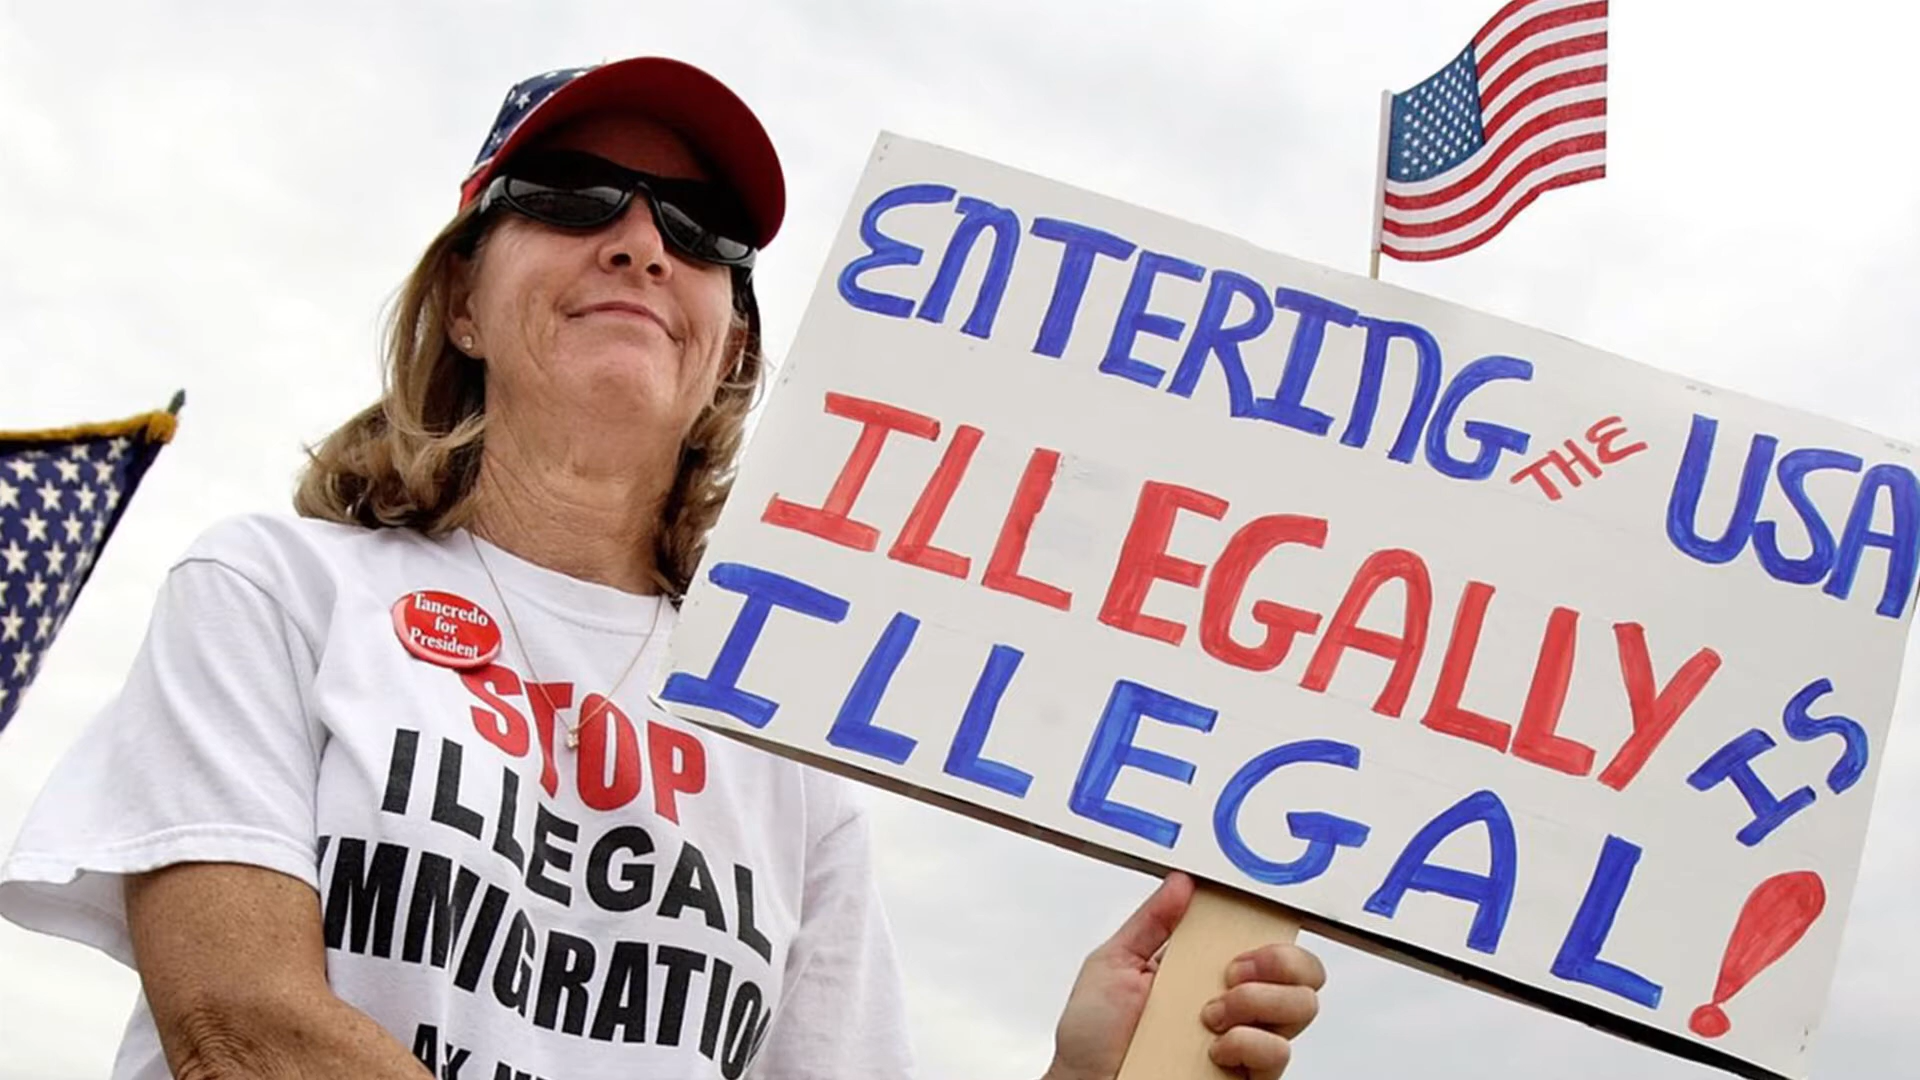 ENTERING THE USA
ILLEGALLY IS
ILLEGAL!
Tancredo
for
President
STOP
ILLEGAL
IMMIGRATION